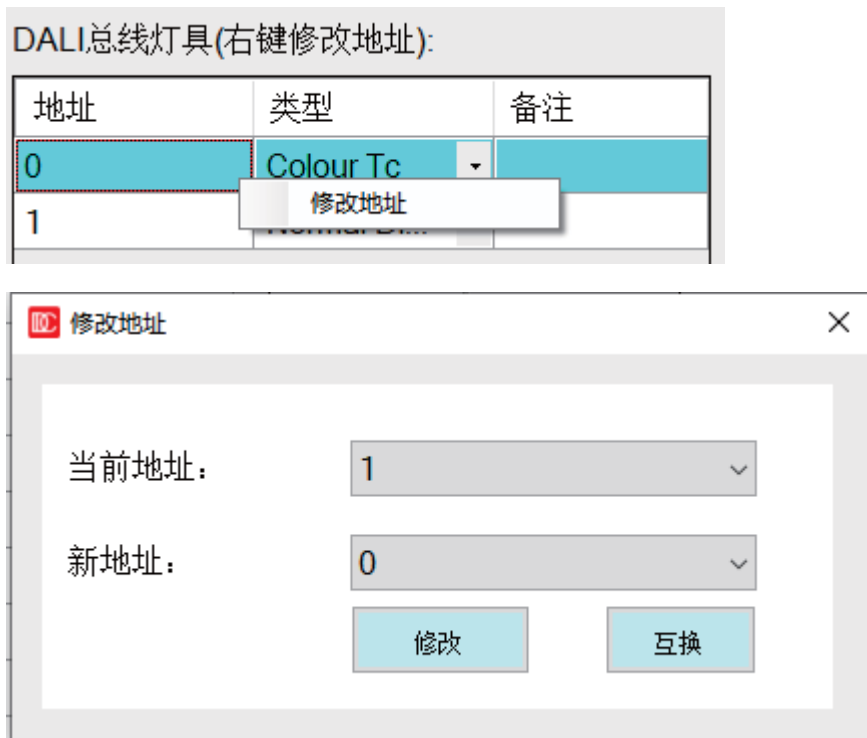 DALI总线灯具(右键修改地址):
地址 类型 备注
0 Colour Tc
修改地址
1
修改地址
当前地址： 1
新地址： 0
修改 互换